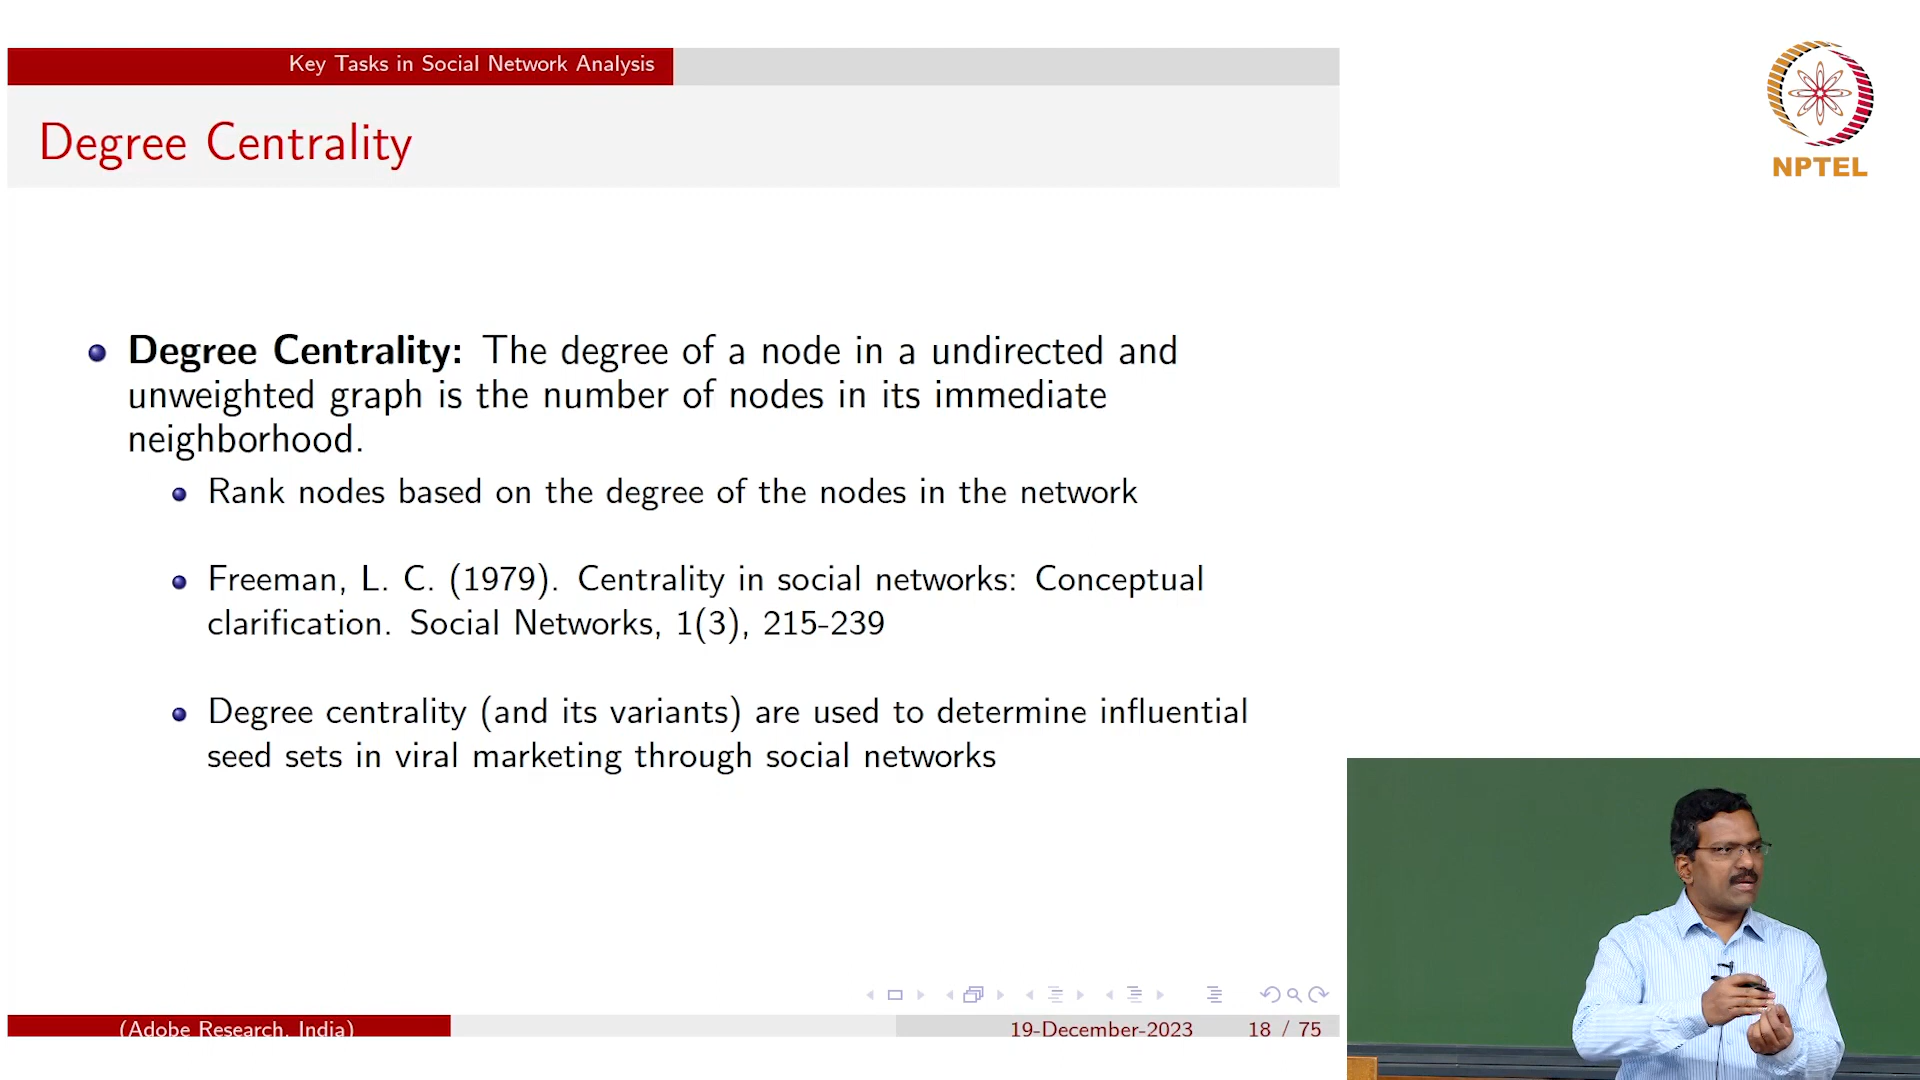 Key Tasks in Social Network Analysis
NPTEL
Degree Centrality
Degree Centrality: The degree of a node in a undirected and
unweighted graph is the number of nodes in its immediate
neighborhood.
Rank nodes based on the degree of the nodes in the network
Freeman, L. C. (1979). Centrality in social networks: Conceptual
clarification. Social Networks, 1(3), 215-239
Degree centrality (and its variants) are used to determine influential
seed sets in viral marketing through social networks
(Adobe Research, India)
19-December-2023
18 / 75